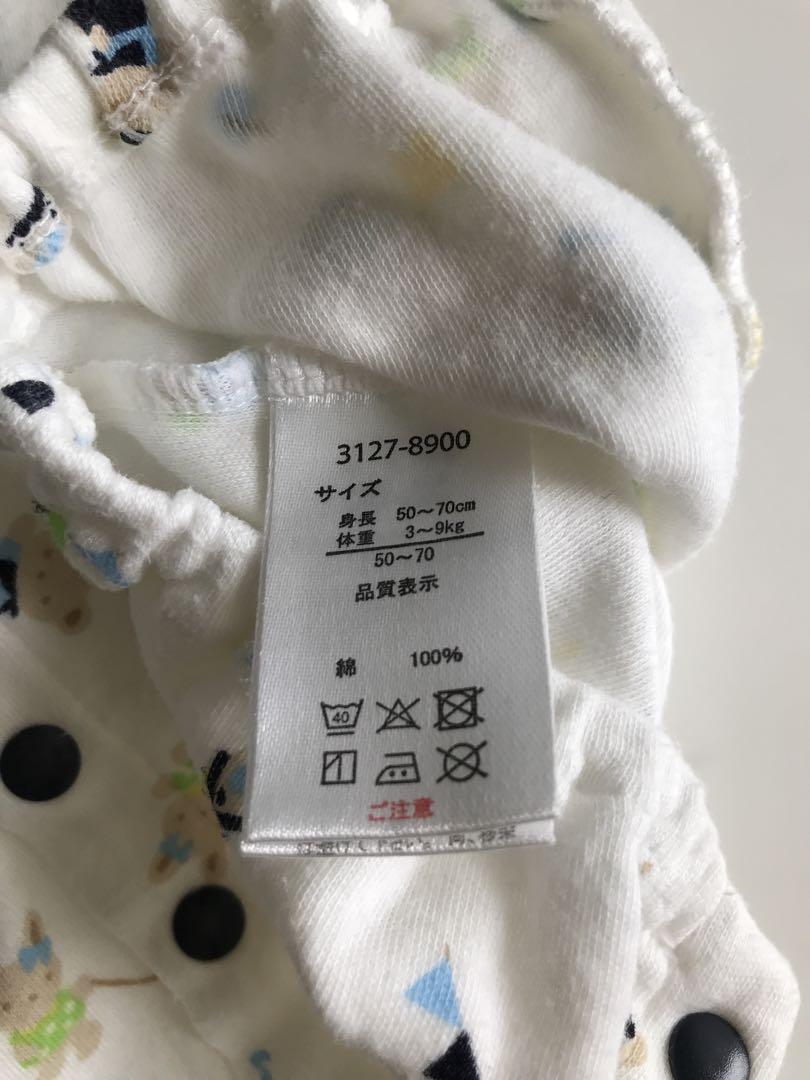 3127-8900
サイズ
身長 50～70cm
体重 3～9kg
50～70
品質表示
綿 100%
40
ご注意